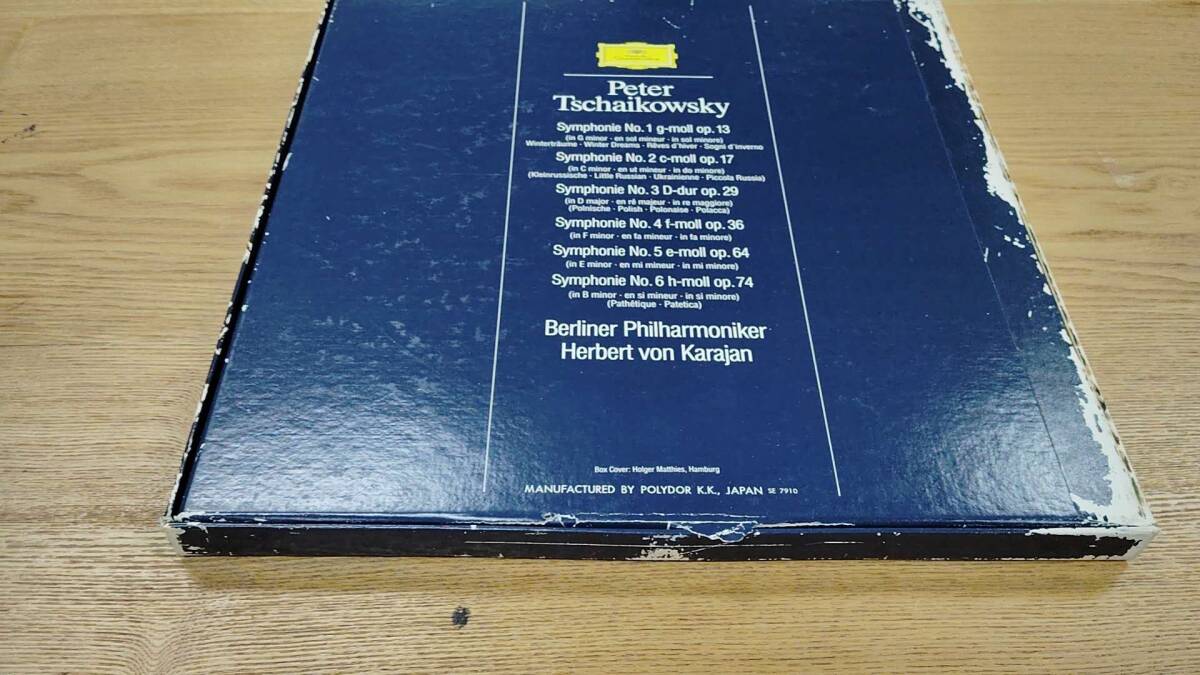 Peter
Tschaikowsky
Symphonie No. 1 g-moll op. 13
(in G minor · en sol mineur · in sol minore)
Winterträume · Winter Dreams · Rêves d'hiver · Sogni d'inverno
Symphonie No. 2 c-moll op. 17
(in C minor · en ut mineur · in do minore)
(Kleinrussische · Little Russian · Ukrainienne · Piccola Russia)
Symphonie No. 3 D-dur op. 29
(in D major · en ré majeur · in re maggiore)
(Polnische · Polish · Polonaise · Polacca)
Symphonie No. 4 f-moll op. 36
(in F minor · en fa mineur · in fa minore)
Symphonie No. 5 e-moll op. 64
(in E minor · en mi mineur · in mi minore)
Symphonie No. 6 h-moll op. 74
(in B minor · en si mineur · in si minore)
(Pathétique · Patetica)
Berliner Philharmoniker
Herbert von Karajan
Box Cover: Holger Matthies, Hamburg
MANUFACTURED BY POLYDOR K.K., JAPAN SE 7910